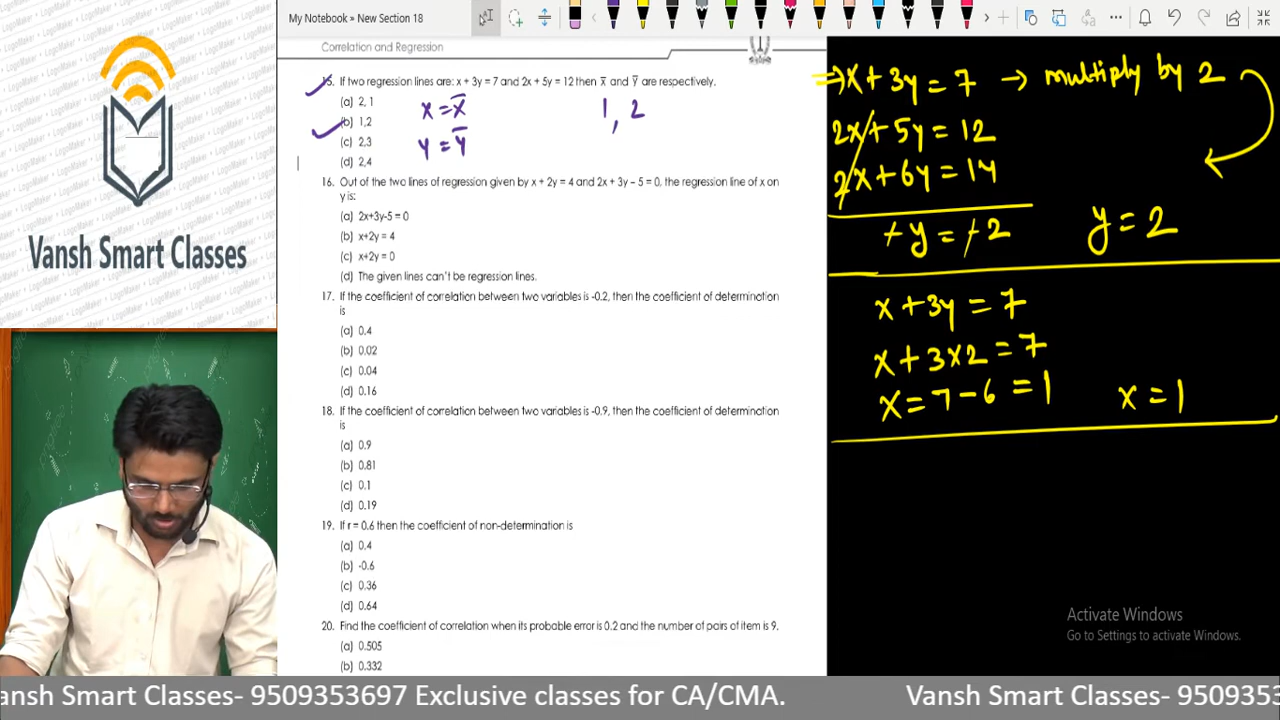 My Notebook » New Section 18
Correlation and Regression
15. If two regression lines are: x + 3y = 7 and 2x + 5y = 12 then x̅ and y̅ are respectively.
(a) 2, 1
(b) 1,2
(c) 2,3
(d) 2,4
x = x̅
y = y̅
1, 2
16. Out of the two lines of regression given by x + 2y = 4 and 2x + 3y – 5 = 0, the regression line of x on
y is:
(a) 2x+3y-5 = 0
(b) x+2y = 4
(c) x+2y = 0
(d) The given lines can't be regression lines.
17. If the coefficient of correlation between two variables is -0.2, then the coefficient of determination
is
(a) 0.4
(b) 0.02
(c) 0.04
(d) 0.16
18. If the coefficient of correlation between two variables is -0.9, then the coefficient of determination
is
(a) 0.9
(b) 0.81
(c) 0.1
(d) 0.19
19. If r = 0.6 then the coefficient of non-determination is
(a) 0.4
(b) -0.6
(c) 0.36
(d) 0.64
20. Find the coefficient of correlation when its probable error is 0.2 and the number of pairs of item is 9.
(a) 0.505
(b) 0.332
⇒ x + 3y = 7 → multiply by 2
2x + 5y = 12
2x + 6y = 14
+ y = + 2 y = 2
x + 3y = 7
x + 3×2 = 7
x = 7 - 6 = 1 x = 1
Vansh Smart Classes
Activate Windows
Go to Settings to activate Windows.
Vansh Smart Classes- 9509353697 Exclusive classes for CA/CMA. Vansh Smart Classes- 950935